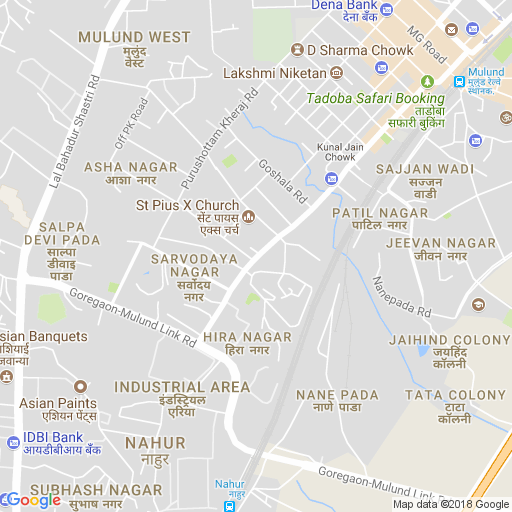 Dena Bank
देना बैंक
MG Road
MULUND WEST
मुलुंड
वेस्ट
D Sharma Chowk
Lakshmi Niketan
Mulund
मुलुंड रेल्वे
स्थानक
Tadoba Safari Booking
ताडोबा
सफारी बुकिंग
Lal Bahadur Shastri Rd
Off PK Road
Purushottam Kheraj Rd
Goshala Rd
Kunal Jain
Chowk
ASHA NAGAR
आशा नगर
SAJJAN WADI
सज्जन
वाडी
St Pius X Church
सेंट पायस
एक्स चर्च
PATIL NAGAR
पाटिल नगर
SALPA
DEVI PADA
साल्पा
डीवाइ
पाडा
JEEVAN NAGAR
जीवन नगर
SARVODAYA
NAGAR
सर्वोदय
नगर
Nanepada Rd
Goregaon-Mulund Link Rd
HIRA NAGAR
हिरा नगर
JAIHIND COLONY
जयहिंद
कॉलनी
sian Banquets
शियाई
जवान्या
INDUSTRIAL AREA
इंडस्ट्रियल
एरिया
Asian Paints
एशियन पेंट्स
NANE PADA
नाणे पाडा
TATA COLONY
टाटा
कॉलनी
IDBI Bank
आयडीबीआय बैंक
NAHUR
नाहुर
Nahur
नाहुर
Goregaon-Mulund Link R
SUBHASH NAGAR
सुभाष नगर
Google
Map data ©2018 Google